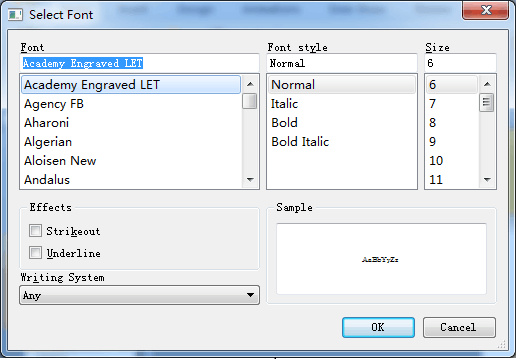 Select Font
Font
Font style
Size
Academy Engraved LET
Normal
6
Academy Engraved LET
Agency FB
Aharoni
Algerian
Aloisen New
Andalus
Normal
Italic
Bold
Bold Italic
6
7
8
9
10
11
Effects
Strikeout
Underline
Sample
AaBbYyZz
Writing System
Any
OK
Cancel